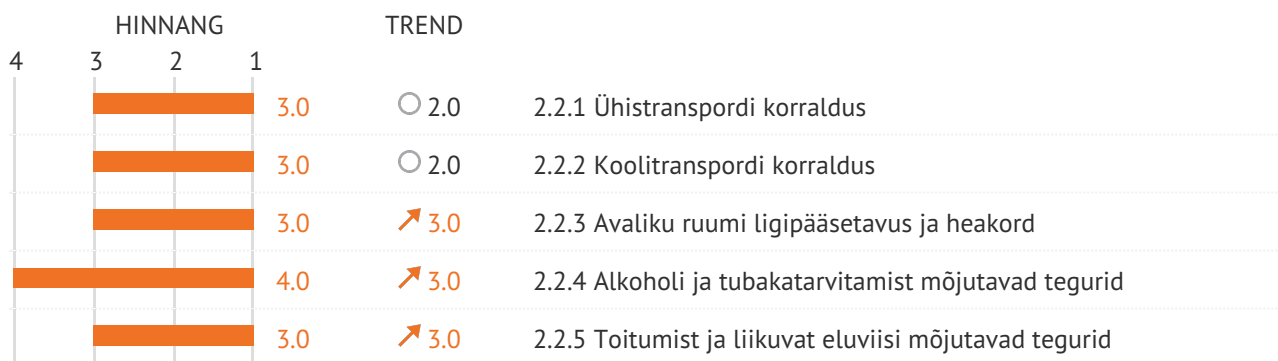 HINNANG TREND
4 3 2 1
3.0 2.0 2.2.1 Ühistranspordi korraldus
3.0 2.0 2.2.2 Koolitranspordi korraldus
3.0 3.0 2.2.3 Avaliku ruumi ligipääsetavus ja heakord
4.0 3.0 2.2.4 Alkoholi ja tubakatarvitamist mõjutavad tegurid
3.0 3.0 2.2.5 Toitumist ja liikuvat eluviisi mõjutavad tegurid